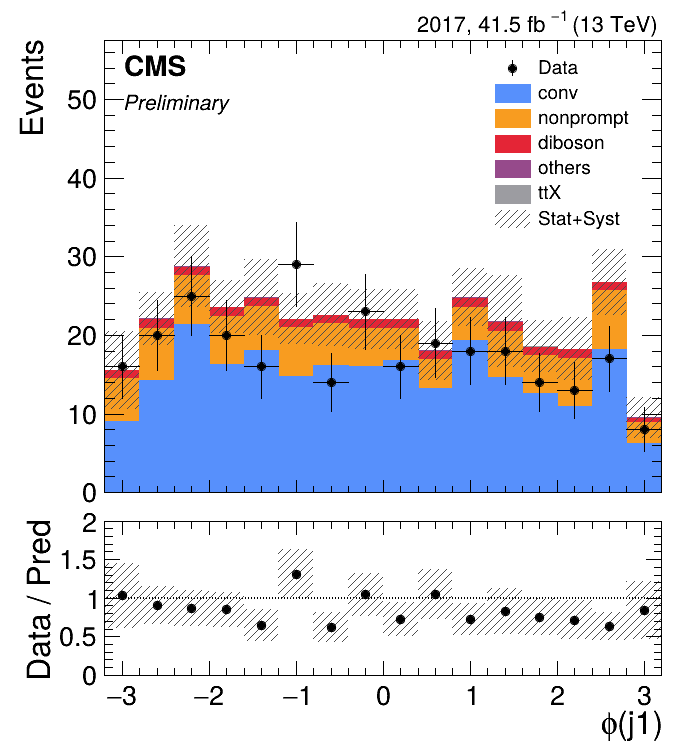 2017, 41.5 fb⁻¹ (13 TeV)
CMS
Preliminary
Data
conv
nonprompt
diboson
others
ttX
Stat+Syst
Events
50
40
30
20
10
0
Data / Pred
2
1.5
1
0.5
0
−3 −2 −1 0 1 2 3
ϕ(j1)